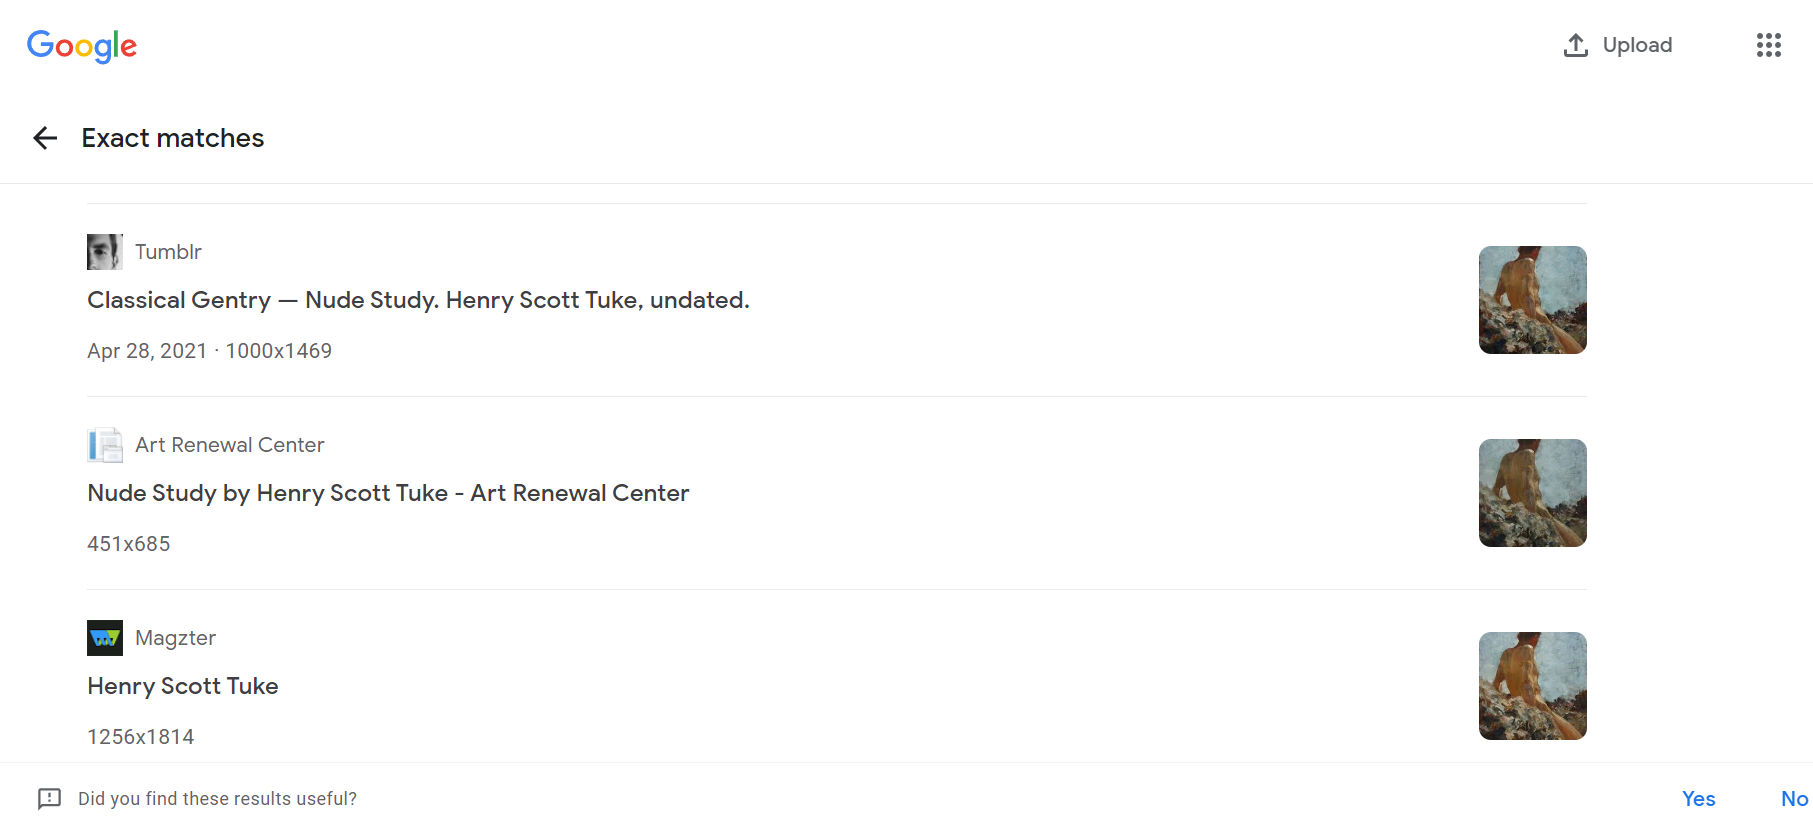 Google
Upload
Exact matches
Tumblr
Classical Gentry — Nude Study. Henry Scott Tuke, undated.
Apr 28, 2021 · 1000x1469
Art Renewal Center
Nude Study by Henry Scott Tuke - Art Renewal Center
451x685
Magzter
Henry Scott Tuke
1256x1814
Did you find these results useful?
Yes
No